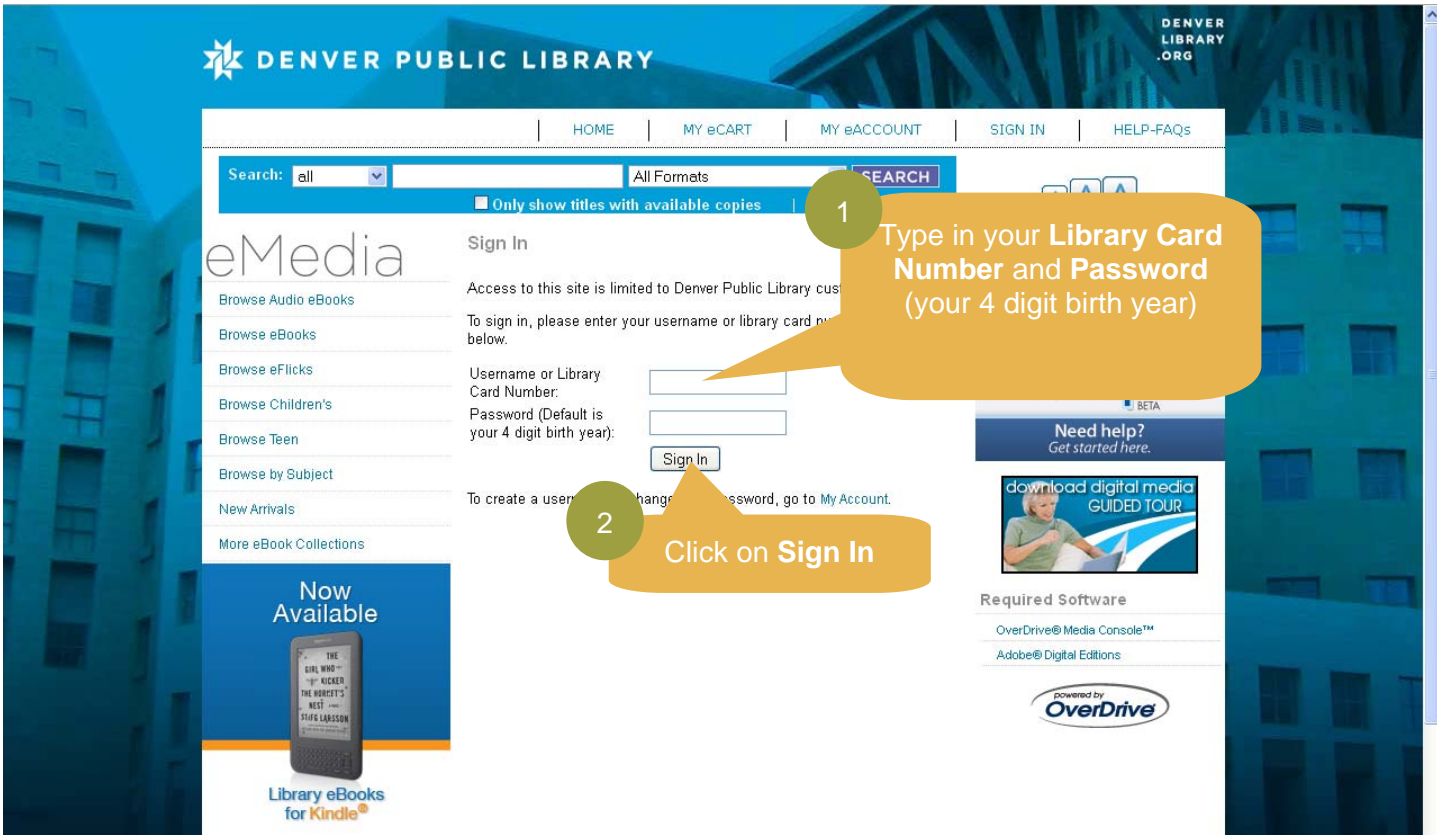 DENVER PUBLIC LIBRARY
DENVER
LIBRARY
.ORG
HOME
MY eCART
MY eACCOUNT
SIGN IN
HELP-FAQs
Search: all
All Formats
SEARCH
Only show titles with available copies
1
Type in your Library Card
Number and Password
(your 4 digit birth year)
eMedia
Browse Audio eBooks
Browse eBooks
Browse eFlicks
Browse Children's
Browse Teen
Browse by Subject
New Arrivals
More eBook Collections
Now
Available
THE
GIRL WHO
KICKED
THE HORNET'S
NEST
STIEG LARSSON
Library eBooks
for Kindle®
Sign In
Access to this site is limited to Denver Public Library
To sign in, please enter your username or library card
below.
Username or Library
Card Number:
Password (Default is
your 4 digit birth year):
Sign In
To create a go to My Account.
2
Click on Sign In
BETA
Need help?
Get started here.
download digital media
GUIDED TOUR
Required Software
OverDrive® Media Console™
Adobe® Digital Editions
powered by
OverDrive